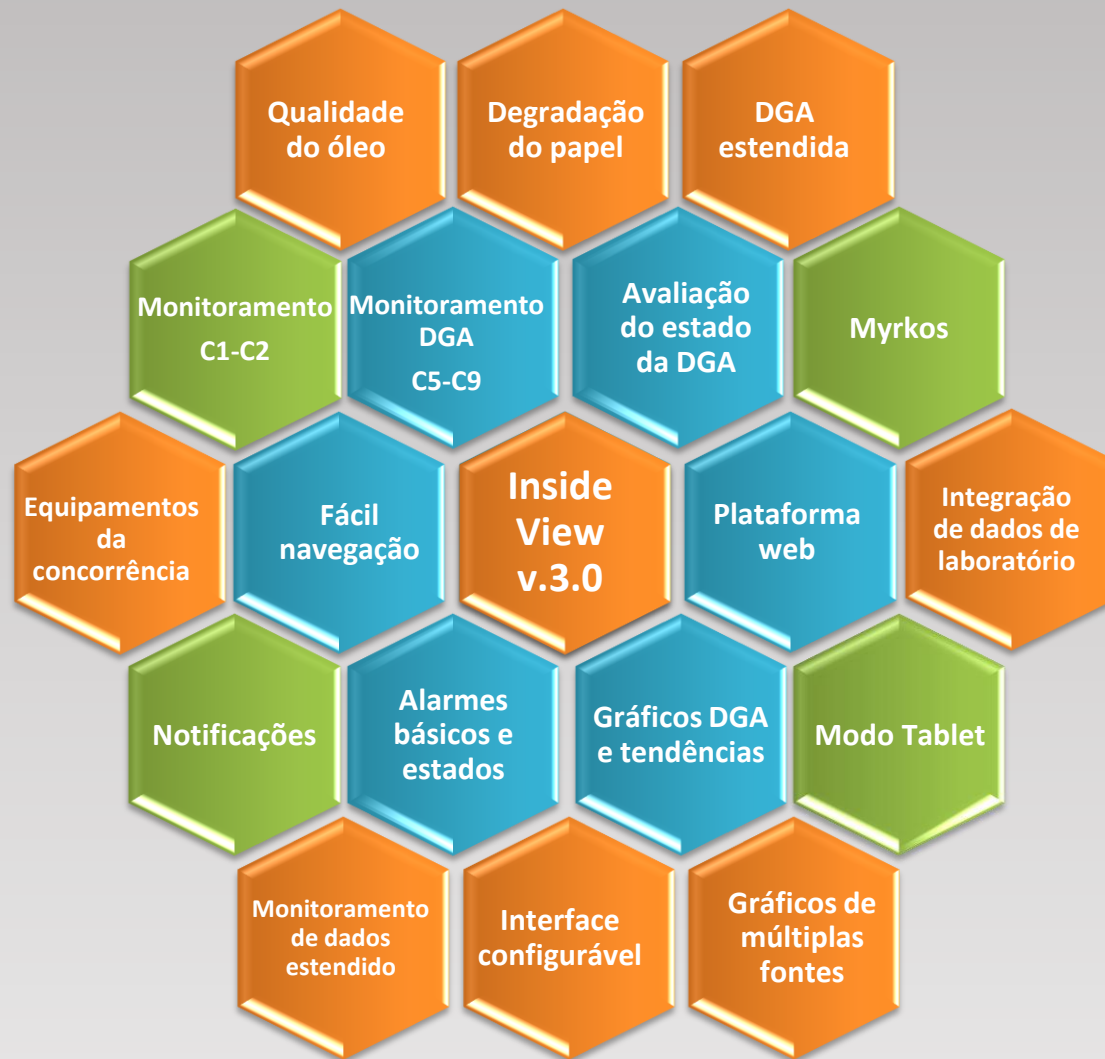 Qualidade
do óleo
Degradação
do papel
DGA
estendida
Monitoramento
C1-C2
Monitoramento
DGA
C5-C9
Avaliação
do estado
da DGA
Myrkos
Equipamentos
da
concorrência
Fácil
navegação
Inside
View
v.3.0
Plataforma
web
Integração
de dados de
laboratório
Notificações
Alarmes
básicos e
estados
Gráficos DGA
e tendências
Modo Tablet
Monitoramento
de dados
estendido
Interface
configurável
Gráficos de
múltiplas
fontes